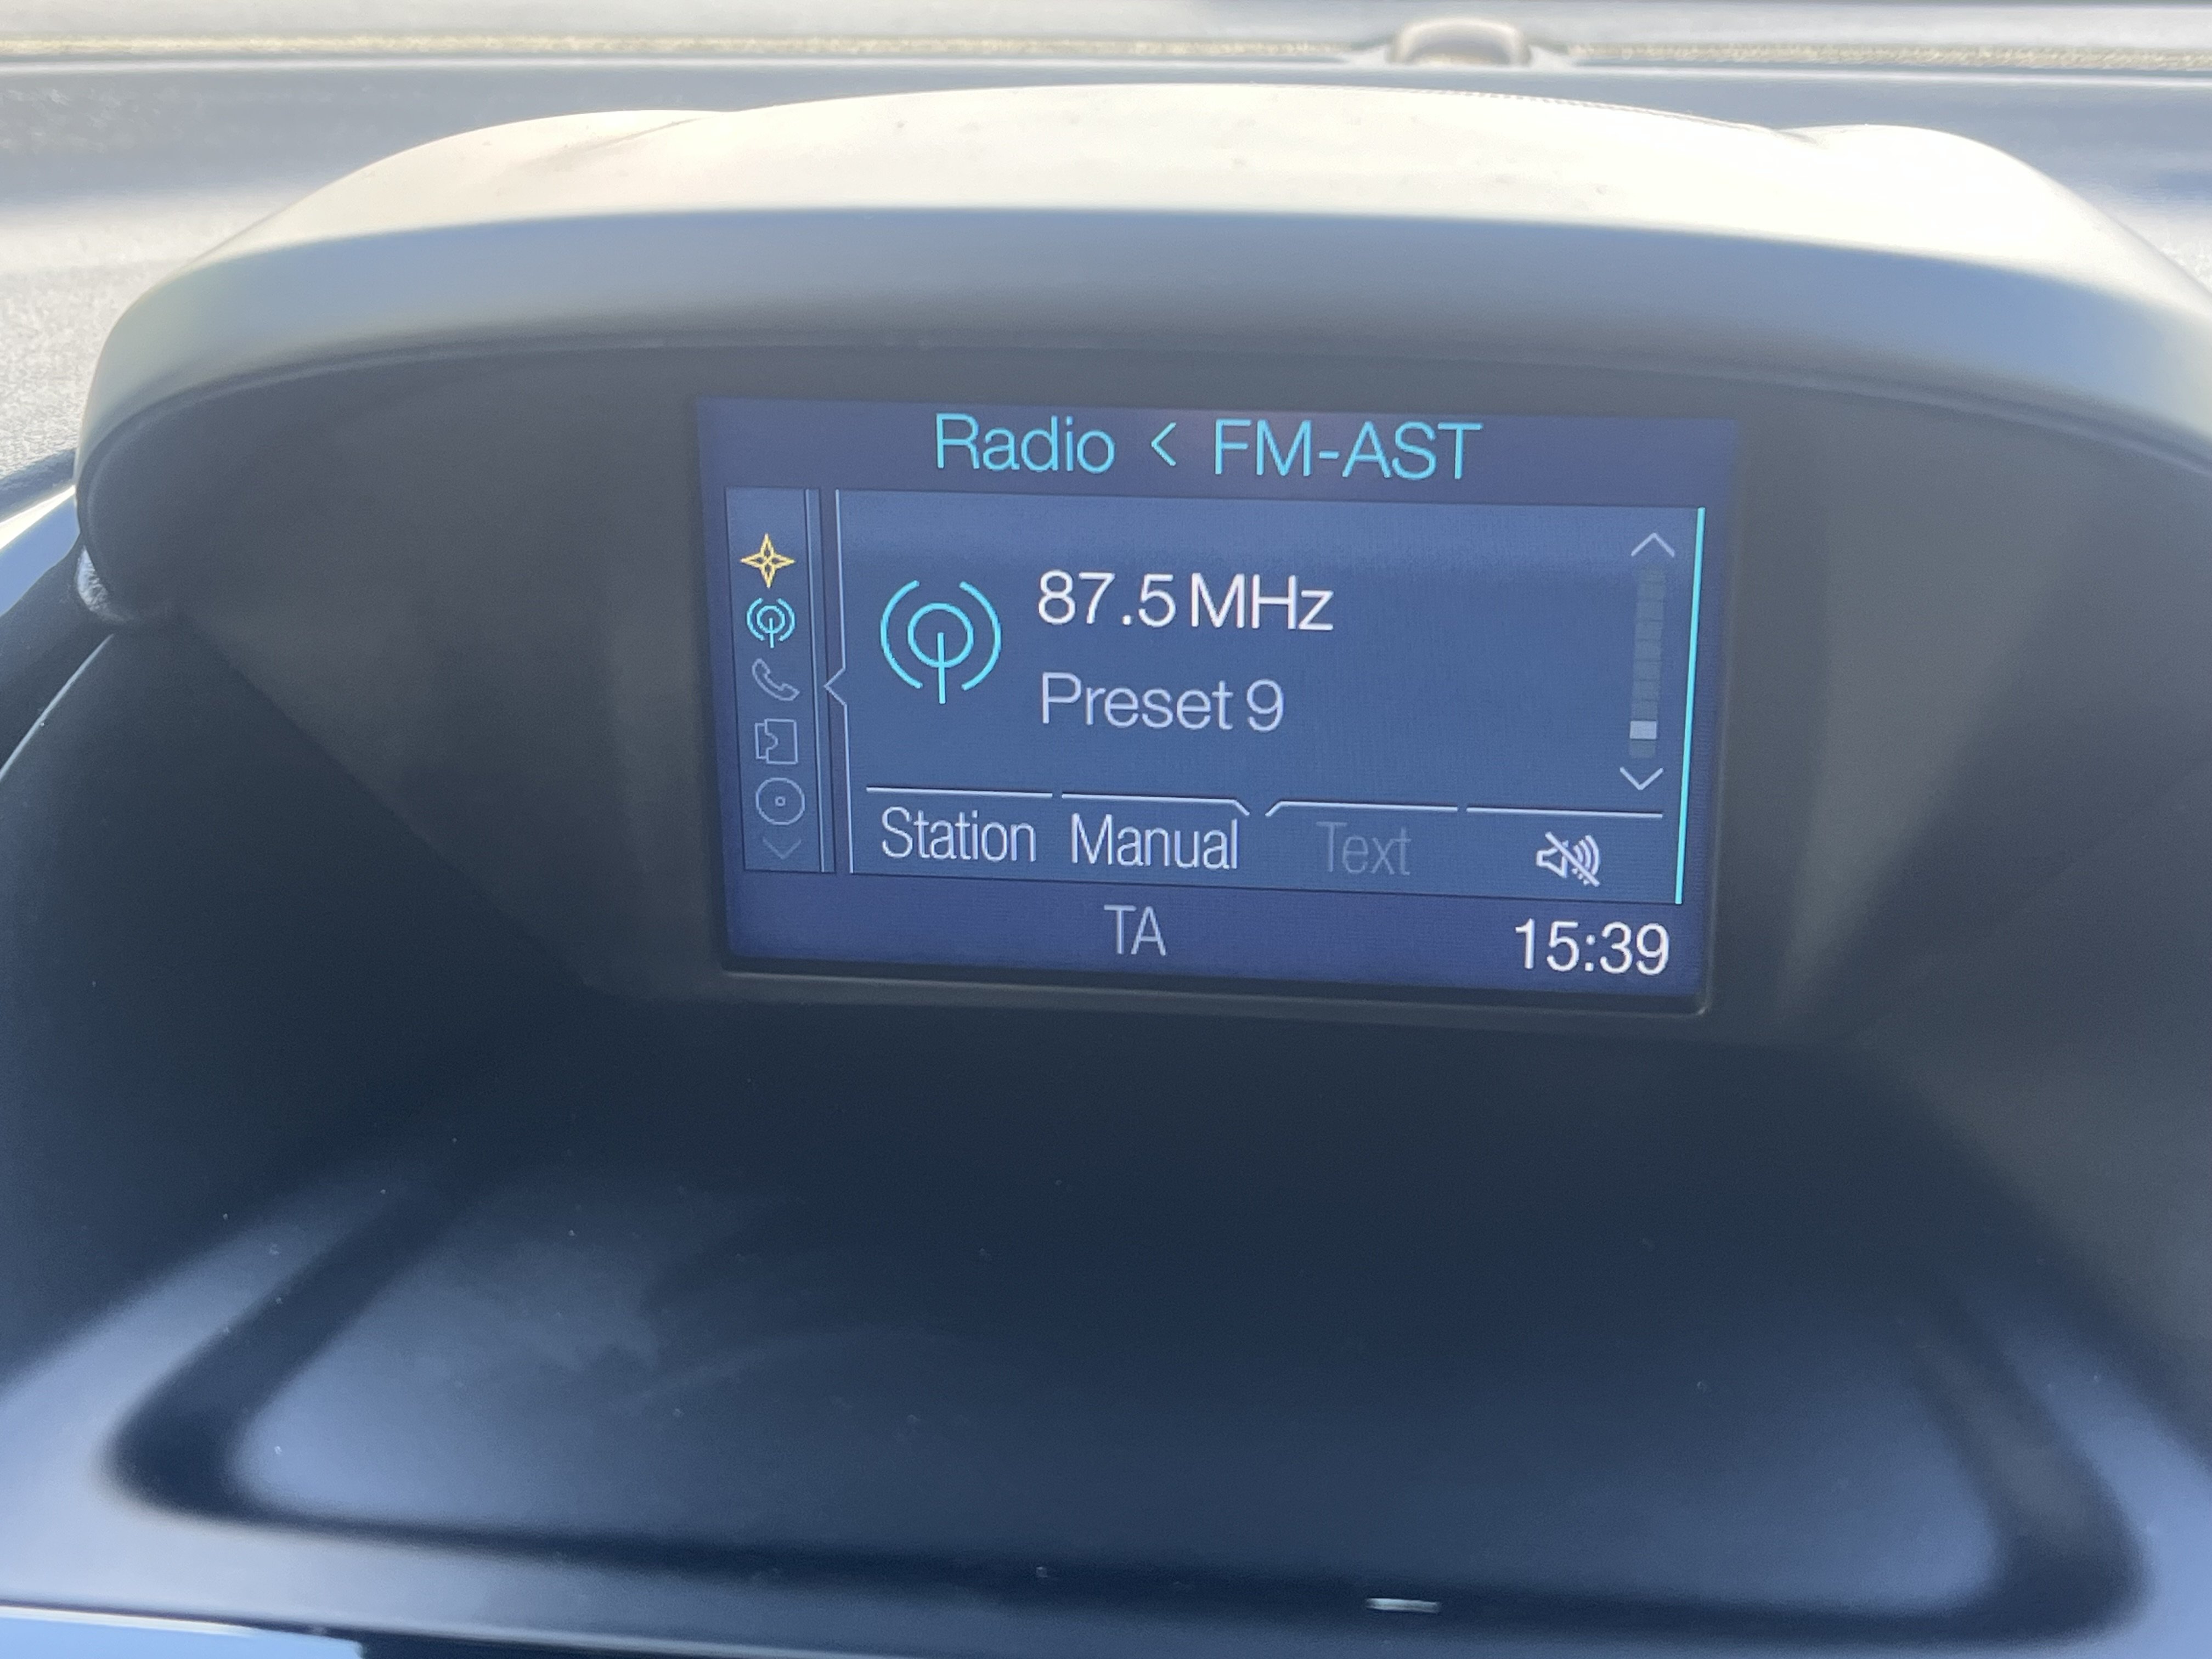 Radio < FM-AST
87.5 MHz
Preset 9
Station Manual Text
TA 15:39